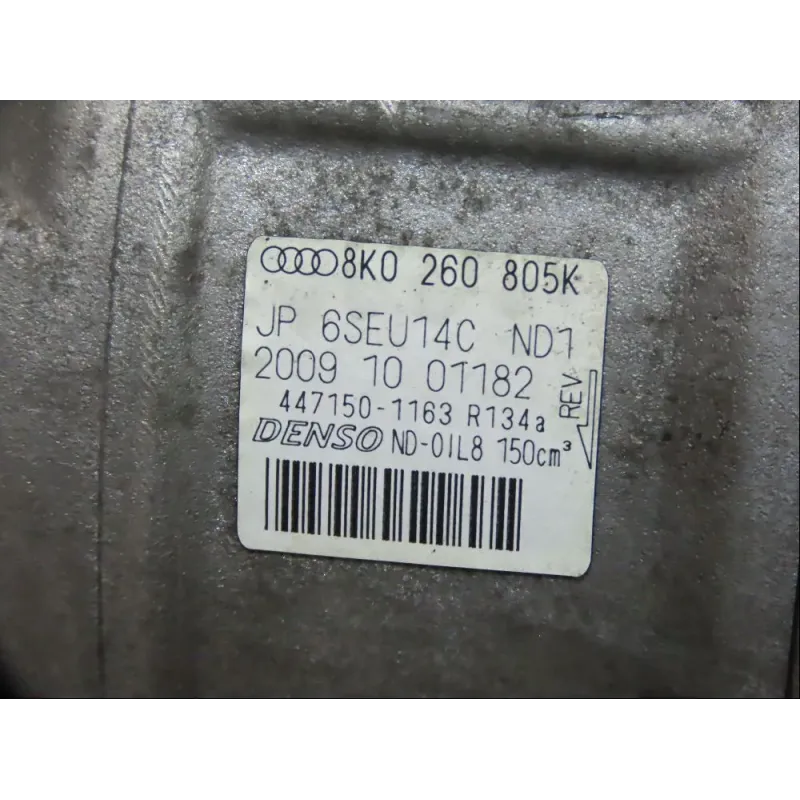 8K0 260 805K
JP 6SEU14C ND1
2009 10 01182
447150-1163 R134a
DENSO ND-OIL8 150cm³
REV